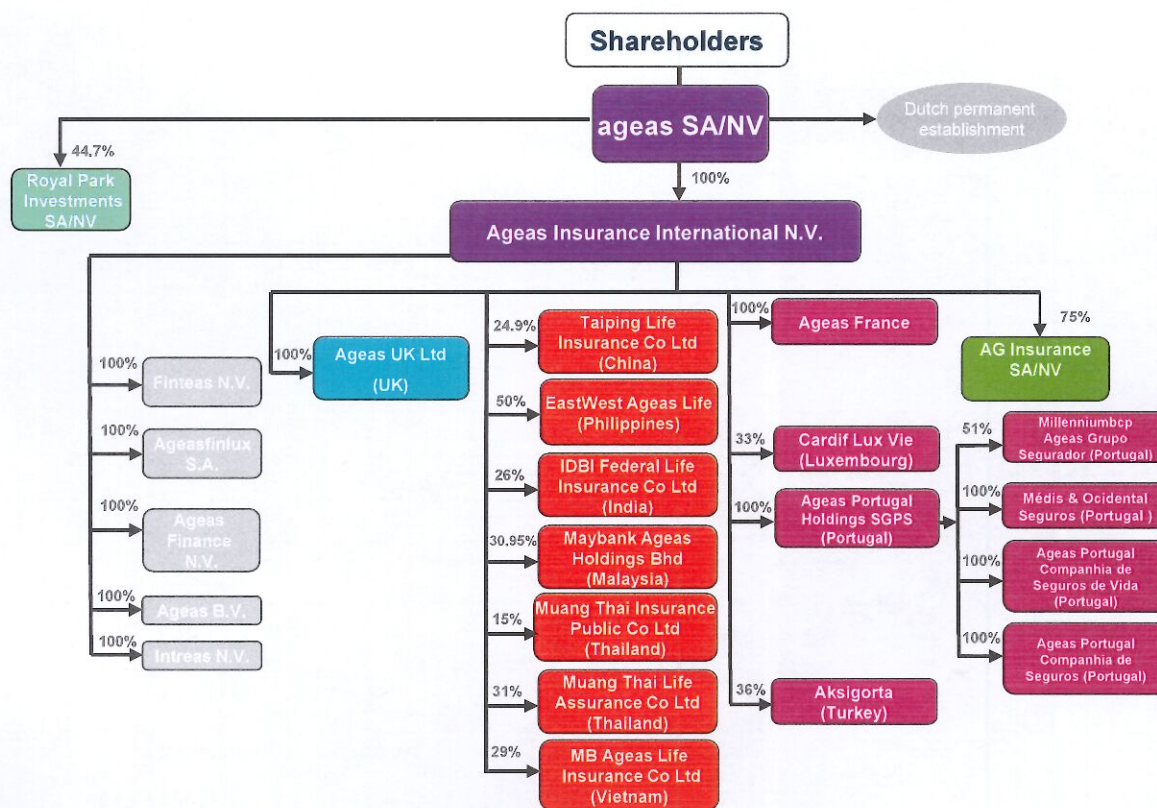 Shareholders
ageas SA/NV
Dutch permanent
establishment
44.7%
Royal Park
Investments
SA/NV
100%
Ageas Insurance International N.V.
100%
Finteas N.V.
100%
Ageasfinlux
S.A.
100%
Ageas
Finance
N.V.
100%
Ageas B.V.
100%
Intreas N.V.
100%
Ageas UK Ltd
(UK)
24.9%
Taiping Life
Insurance Co Ltd
(China)
50%
EastWest Ageas Life
(Philippines)
26%
IDBI Federal Life
Insurance Co Ltd
(India)
30.95%
Maybank Ageas
Holdings Bhd
(Malaysia)
15%
Muang Thai Insurance
Public Co Ltd
(Thailand)
31%
Muang Thai Life
Assurance Co Ltd
(Thailand)
29%
MB Ageas Life
Insurance Co Ltd
(Vietnam)
100%
Ageas France
33%
Cardif Lux Vie
(Luxembourg)
100%
Ageas Portugal
Holdings SGPS
(Portugal)
36%
Aksigorta
(Turkey)
75%
AG Insurance
SA/NV
51%
Millenniumbcp
Ageas Grupo
Segurador (Portugal)
100%
Médis & Ocidental
Seguros (Portugal )
100%
Ageas Portugal
Companhia de
Seguros de Vida
(Portugal)
100%
Ageas Portugal
Companhia de
Seguros (Portugal)